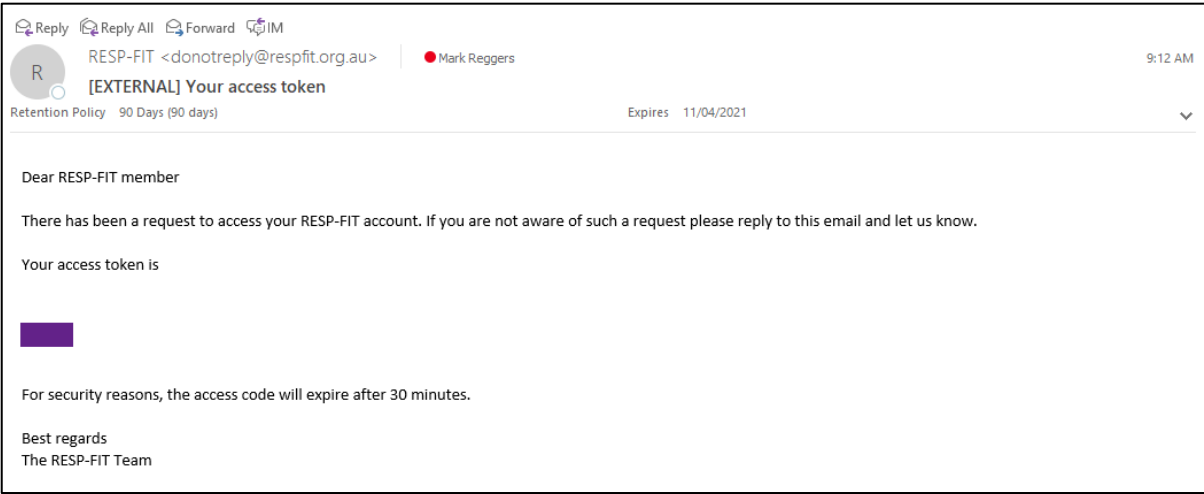 Reply Reply All Forward IM
R
RESP-FIT <donotreply@respfit.org.au> Mark Reggers 9:12 AM
[EXTERNAL] Your access token
Retention Policy 90 Days (90 days) Expires 11/04/2021
Dear RESP-FIT member
There has been a request to access your RESP-FIT account. If you are not aware of such a request please reply to this email and let us know.
Your access token is
For security reasons, the access code will expire after 30 minutes.
Best regards
The RESP-FIT Team